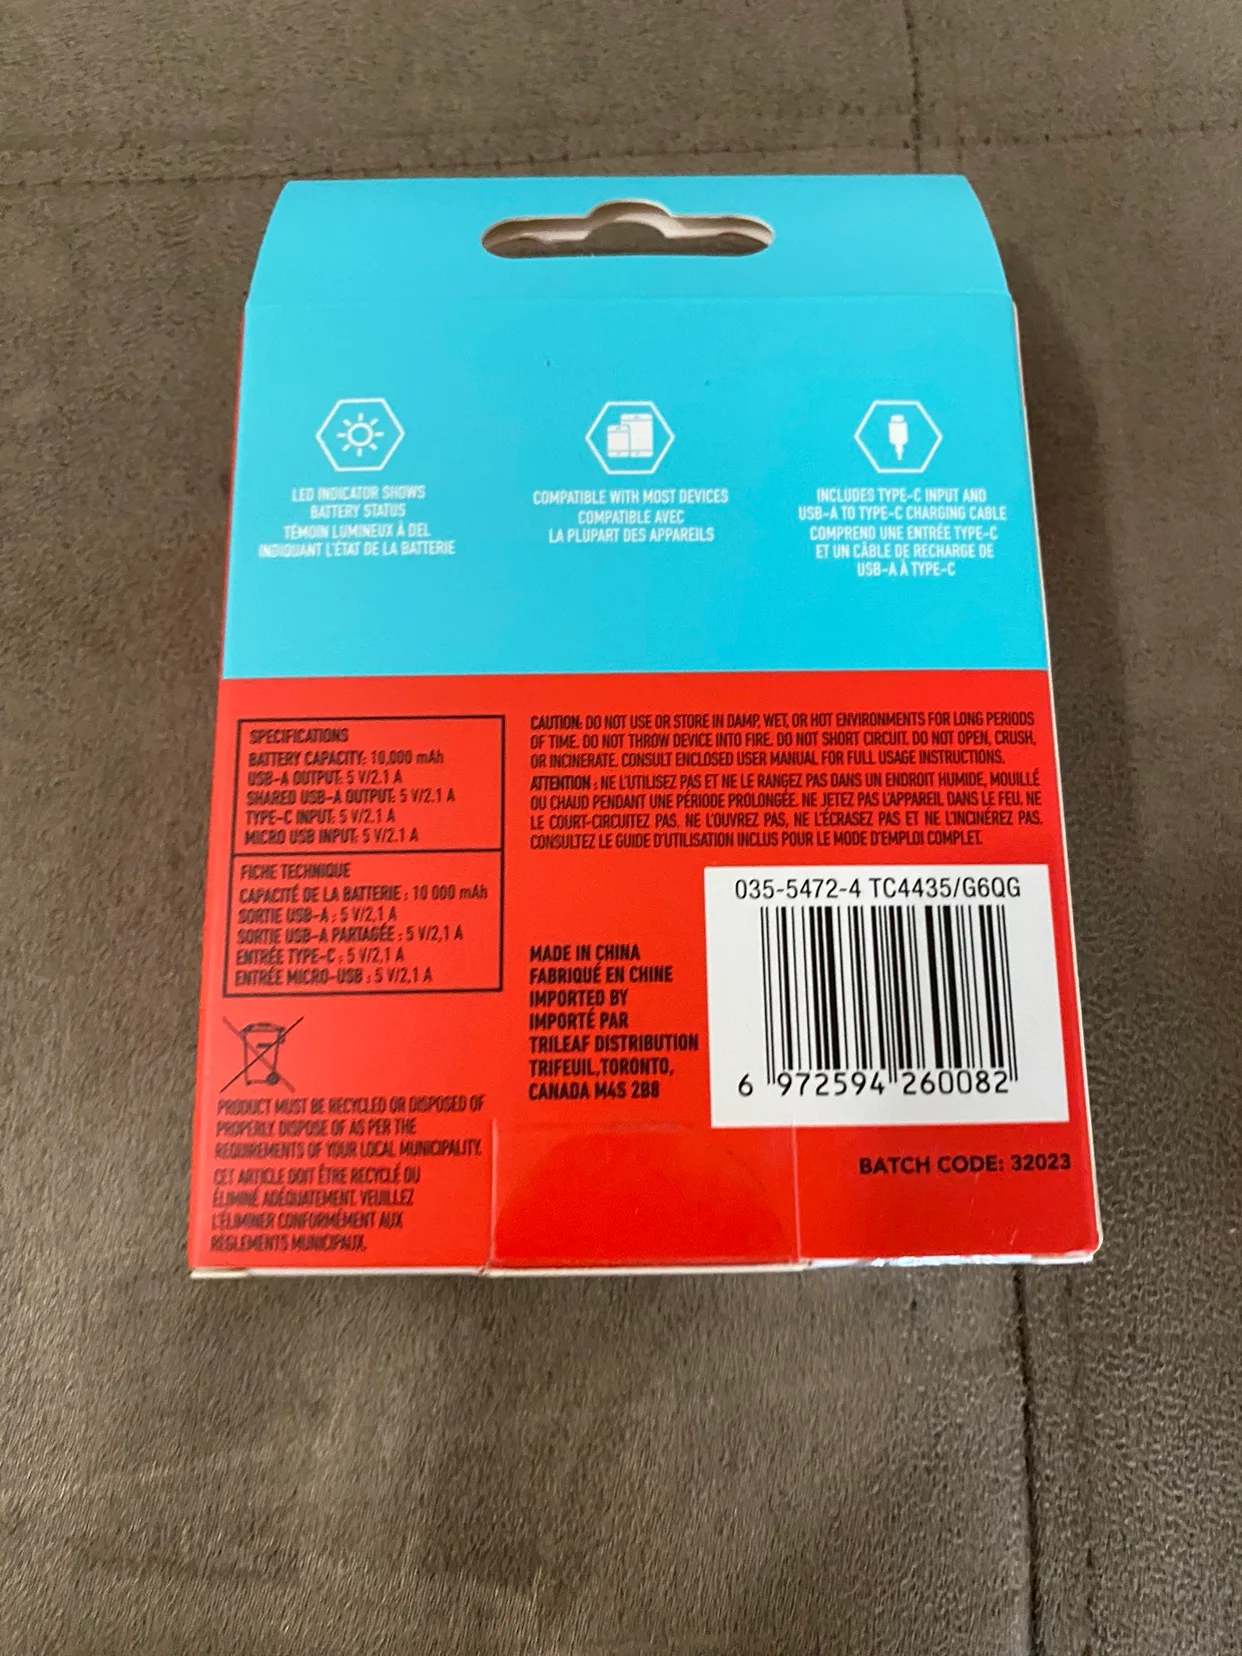 LED INDICATOR SHOWS
BATTERY STATUS
TÉMOIN LUMINEUX À DEL
INDIQUANT L'ÉTAT DE LA BATTERIE
COMPATIBLE WITH MOST DEVICES
COMPATIBLE AVEC
LA PLUPART DES APPAREILS
INCLUDES TYPE-C INPUT AND
USB-A TO TYPE-C CHARGING CABLE
COMPREND UNE ENTRÉE TYPE-C
ET UN CÂBLE DE RECHARGE DE
USB-A À TYPE-C
SPECIFICATIONS
BATTERY CAPACITY: 10,000 mAh
USB-A OUTPUT: 5 V/2.1 A
SHARED USB-A OUTPUT: 5 V/2.1 A
TYPE-C INPUT: 5 V/2.1 A
MICRO USB INPUT: 5 V/2.1 A
FICHE TECHNIQUE
CAPACITÉ DE LA BATTERIE : 10 000 mAh
SORTIE USB-A : 5 V/2,1 A
SORTIE USB-A PARTAGÉE : 5 V/2,1 A
ENTRÉE TYPE-C : 5 V/2,1 A
ENTRÉE MICRO-USB : 5 V/2,1 A
PRODUCT MUST BE RECYCLED OR DISPOSED OF
PROPERLY. DISPOSE OF AS PER THE
REQUIREMENTS OF YOUR LOCAL MUNICIPALITY.
CET ARTICLE DOIT ÊTRE RECYCLÉ OU
ÉLIMINÉ ADÉQUATEMENT. VEUILLEZ
L'ÉLIMINER CONFORMÉMENT AUX
RÈGLEMENTS MUNICIPAUX.
CAUTION: DO NOT USE OR STORE IN DAMP, WET, OR HOT ENVIRONMENTS FOR LONG PERIODS
OF TIME. DO NOT THROW DEVICE INTO FIRE. DO NOT SHORT CIRCUIT. DO NOT OPEN, CRUSH,
OR INCINERATE. CONSULT ENCLOSED USER MANUAL FOR FULL USAGE INSTRUCTIONS.
ATTENTION : NE L'UTILISEZ PAS ET NE LE RANGEZ PAS DANS UN ENDROIT HUMIDE, MOUILLÉ
OU CHAUD PENDANT UNE PÉRIODE PROLONGÉE. NE JETEZ PAS L'APPAREIL DANS LE FEU. NE
LE COURT-CIRCUITEZ PAS. NE L'OUVREZ PAS, NE L'ÉCRASEZ PAS ET NE L'INCINÉREZ PAS.
CONSULTEZ LE GUIDE D'UTILISATION INCLUS POUR LE MODE D'EMPLOI COMPLET.
MADE IN CHINA
FABRIQUÉ EN CHINE
IMPORTED BY
IMPORTÉ PAR
TRILEAF DISTRIBUTION
TRIFEUIL,TORONTO,
CANADA M4S 2B8
035-5472-4 TC4435/G6QG
6 972594 260082
BATCH CODE: 32023